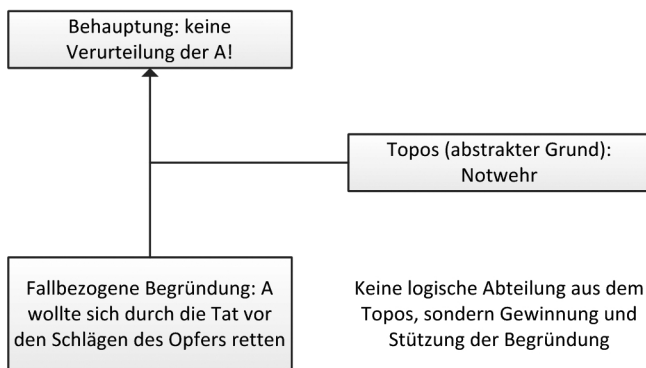 Behauptung: keine
Verurteilung der A!
Topos (abstrakter Grund):
Notwehr
Fallbezogene Begründung: A
wollte sich durch die Tat vor
den Schlägen des Opfers retten
Keine logische Abteilung aus dem
Topos, sondern Gewinnung und
Stützung der Begründung